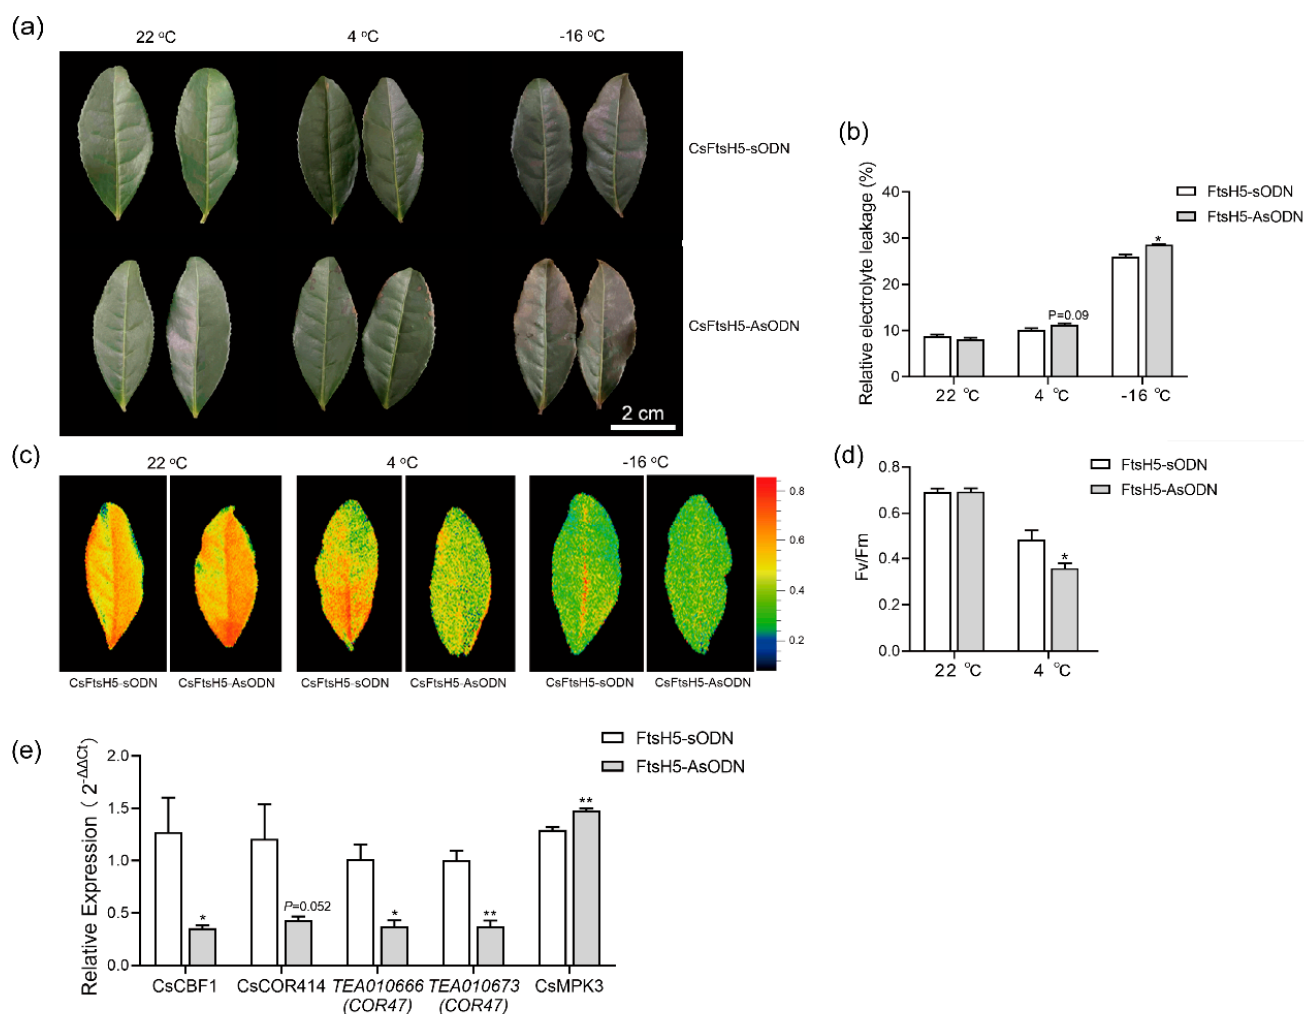 (a)
22 °C
4 °C
-16 °C
CsFtsH5-sODN
CsFtsH5-AsODN
2 cm
(b)
Relative electrolyte leakage (%)
40
30
20
10
0
FtsH5-sODN
FtsH5-AsODN
P=0.09
*
22 °C
4 °C
-16 °C
(c)
22 °C
4 °C
-16 °C
0.8
0.6
0.4
0.2
CsFtsH5-sODN
CsFtsH5-AsODN
CsFtsH5-sODN
CsFtsH5-AsODN
CsFtsH5-sODN
CsFtsH5-AsODN
(d)
Fv/Fm
0.8
0.6
0.4
0.2
0.0
FtsH5-sODN
FtsH5-AsODN
*
22 °C
4 °C
(e)
Relative Expression ( 2-ΔΔCt)
2.0
1.5
1.0
0.5
0.0
FtsH5-sODN
FtsH5-AsODN
*
P=0.052
*
**
**
CsCBF1
CsCOR414
TEA010666
(COR47)
TEA010673
(COR47)
CsMPK3